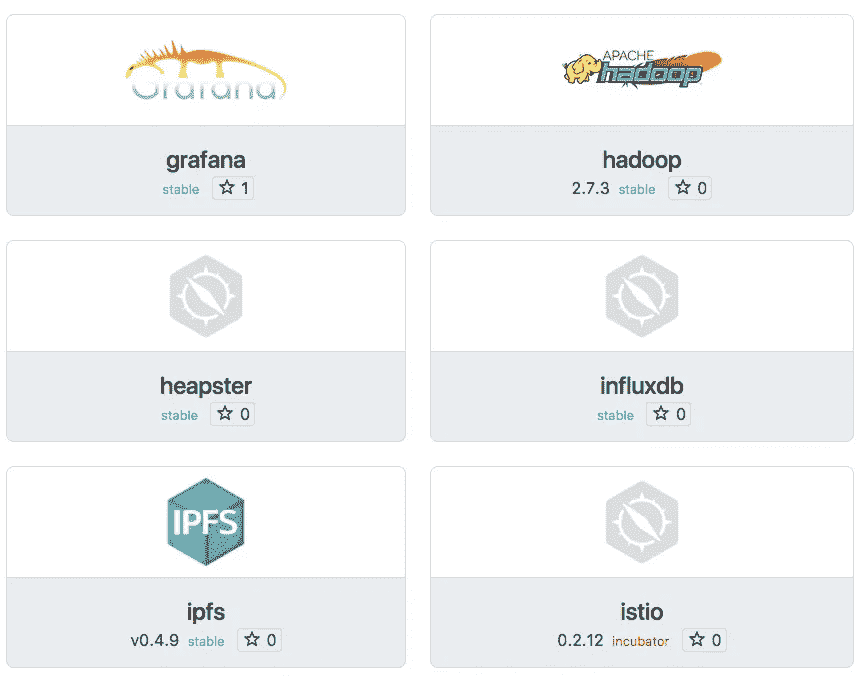 Grafana
APACHE
hadoop
grafana
stable 1
hadoop
2.7.3 stable 0
heapster
stable 0
influxdb
stable 0
IPFS
ipfs
v0.4.9 stable 0
istio
0.2.12 incubator 0